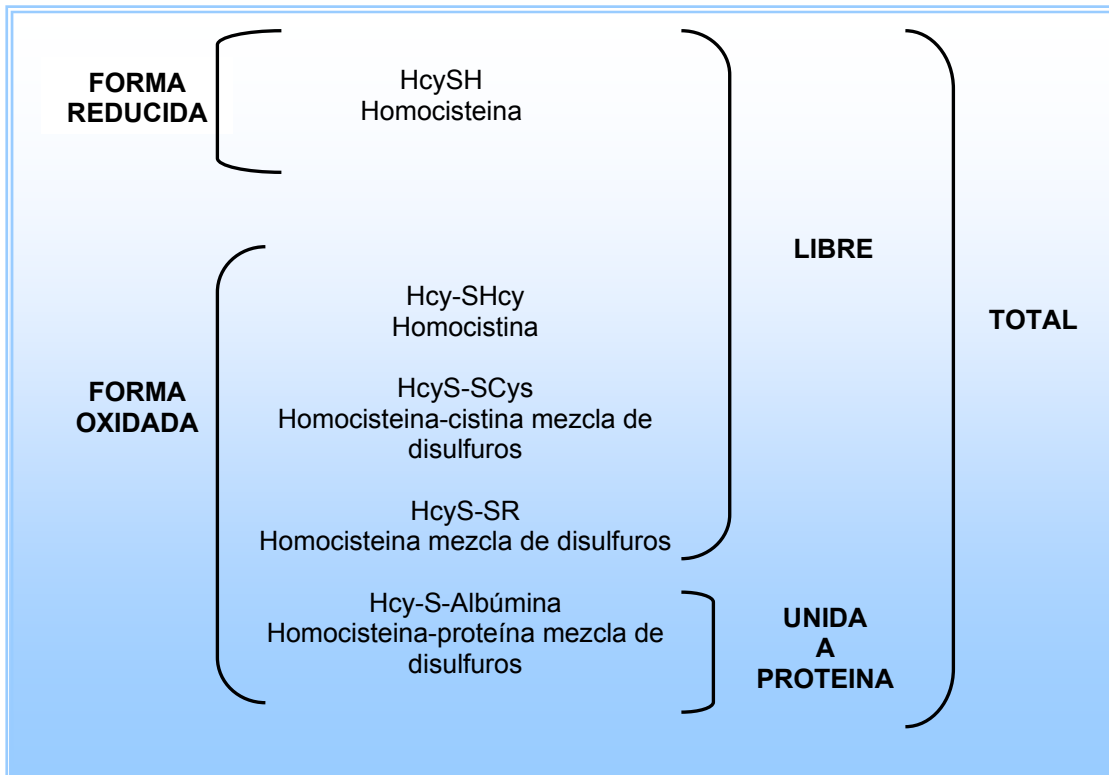 FORMA
REDUCIDA
HcySH
Homocisteina
LIBRE
TOTAL
Hcy-SHcy
Homocistina
FORMA
OXIDADA
HcyS-SCys
Homocisteina-cistina mezcla de
disulfuros
HcyS-SR
Homocisteina mezcla de disulfuros
Hcy-S-Albúmina
Homocisteina-proteína mezcla de
disulfuros
UNIDA
A
PROTEINA